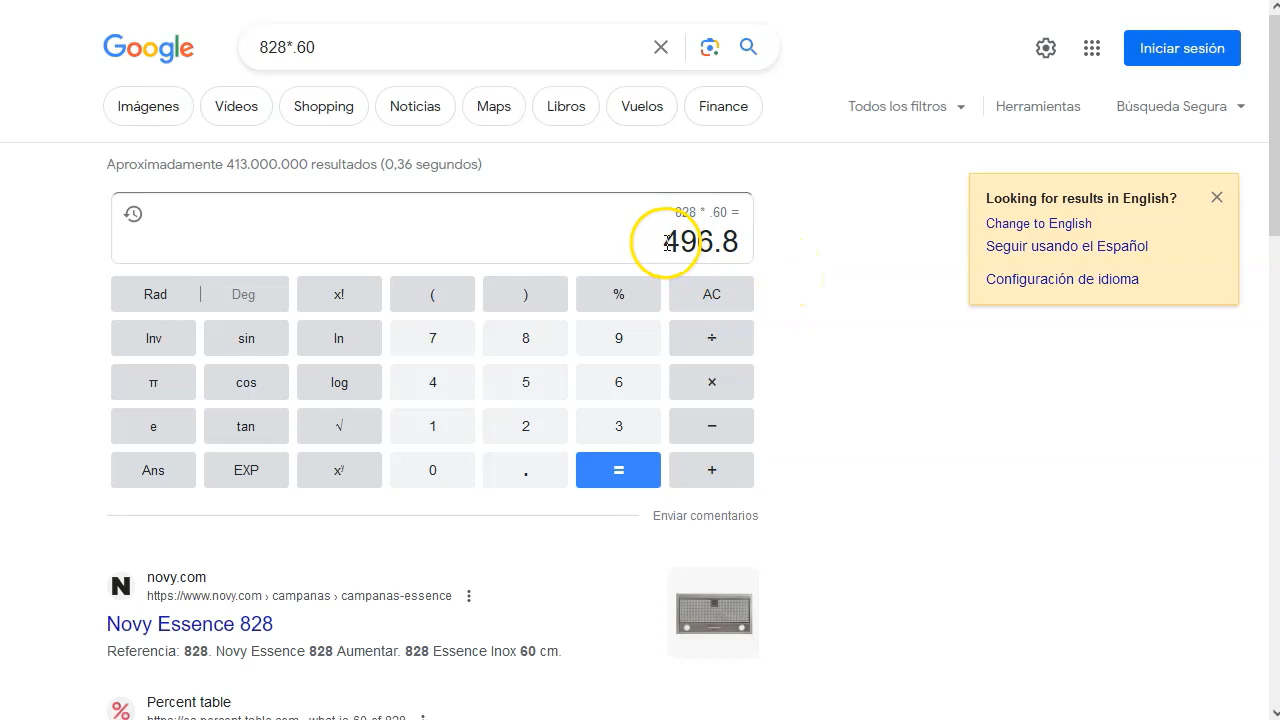 Google
828*.60
Iniciar sesión
Imágenes
Vídeos
Shopping
Noticias
Maps
Libros
Vuelos
Finance
Todos los filtros
Herramientas
Búsqueda Segura
Aproximadamente 413.000.000 resultados (0,36 segundos)
828 * .60 =
496.8
Looking for results in English?
Change to English
Seguir usando el Español
Configuración de idioma
Rad | Deg x! ( ) % AC
Inv sin ln 7 8 9 ÷
π cos log 4 5 6 ×
e tan √ 1 2 3 −
Ans EXP xʸ 0 . = +
Enviar comentarios
N
novy.com
https://www.novy.com › campanas › campanas-essence
Novy Essence 828
Referencia: 828. Novy Essence 828 Aumentar. 828 Essence Inox 60 cm.
%
Percent table